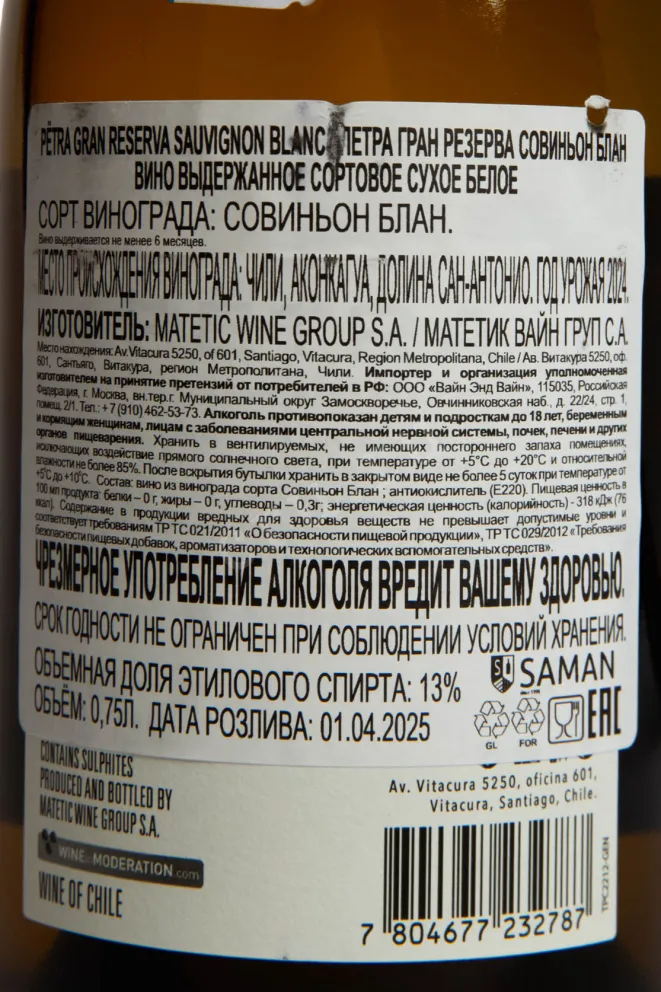 PËTRA GRAN RESERVA SAUVIGNON BLANC ПЕТРА ГРАН РЕЗЕРВА СОВИНЬОН БЛАН
ВИНО ВЫДЕРЖАННОЕ СОРТОВОЕ СУХОЕ БЕЛОЕ
СОРТ ВИНОГРАДА: СОВИНЬОН БЛАН.
Вино выдерживается не менее 6 месяцев.
МЕСТО ПРОИСХОЖДЕНИЯ ВИНОГРАДА: ЧИЛИ, АКОНКАГУА, ДОЛИНА САН-АНТОНИО. ГОД УРОЖАЯ 2024.
ИЗГОТОВИТЕЛЬ: MATETIC WINE GROUP S.A. / МАТЕТИК ВАЙН ГРУП С.А.
Местонахождения: Av. Vitacura 5250, of 601, Santiago, Vitacura, Region Metropolitana, Chile / Ав. Витакура 5250, оф.
601, Сантьяго, Витакура, регион Метрополитана, Чили. Импортер и организация уполномоченная
изготовителем на принятие претензий от потребителей в РФ: ООО «Вайн Энд Вайн», 115035, Российская
Федерация, г. Москва, вн.тер.г. Муниципальный округ Замоскворечье, Овчинниковская наб., д. 22/24, стр. 1,
помещ. 2/1. Тел.: +7 (910) 462-53-73. Алкоголь противопоказан детям и подросткам до 18 лет, беременным
и кормящим женщинам, лицам с заболеваниями центральной нервной системы, почек, печени и других
органов пищеварения. Хранить в вентилируемых, не имеющих постороннего запаха помещениях,
исключающих воздействие прямого солнечного света, при температуре от +5°С до +20°С и относительной
влажности не более 85%. После вскрытия бутылки хранить в закрытом виде не более 5 суток при температуре от
+5°С до +10°С. Состав: вино из винограда сорта Совиньон Блан ; антиокислитель (Е220). Пищевая ценность в
100 мл продукта: белки – 0 г, жиры – 0 г, углеводы – 0,3г; энергетическая ценность (калорийность) - 318 кДж (76
ккал). Содержание в продукции вредных для здоровья веществ не превышает допустимые уровни и
соответствует требованиям ТР ТС 021/2011 «О безопасности пищевой продукции», ТР ТС 029/2012 «Требования
безопасности пищевых добавок, ароматизаторов и технологических вспомогательных средств».
ЧРЕЗМЕРНОЕ УПОТРЕБЛЕНИЕ АЛКОГОЛЯ ВРЕДИТ ВАШЕМУ ЗДОРОВЬЮ.
СРОК ГОДНОСТИ НЕ ОГРАНИЧЕН ПРИ СОБЛЮДЕНИИ УСЛОВИЙ ХРАНЕНИЯ.
ОБЪЕМНАЯ ДОЛЯ ЭТИЛОВОГО СПИРТА: 13%
SAMAN
ОБЪЁМ: 0,75Л. ДАТА РОЗЛИВА: 01.04.2025
GL
FOR
EAC
CONTAINS SULPHITES
PRODUCED AND BOTTLED BY
MATETIC WINE GROUP S.A.
WINE in MODERATION.com
WINE OF CHILE
Av. Vitacura 5250, oficina 601,
Vitacura, Santiago, Chile.
TPC2212-GEN
7 804677 232787